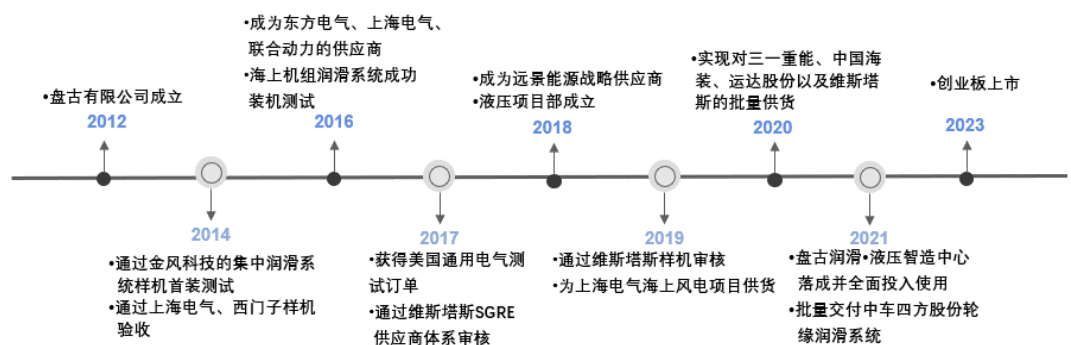 •盘古有限公司成立
2012
2014
•通过金风科技的集中润滑系
统样机首装测试
•通过上海电气、西门子样机
验收
•成为东方电气、上海电气、
联合动力的供应商
•海上机组润滑系统成功
装机测试
2016
2017
•获得美国通用电气测
试订单
•通过维斯塔斯SGRE
供应商体系审核
•成为远景能源战略供应商
•液压项目部成立
2018
2019
•通过维斯塔斯样机审核
•为上海电气海上风电项目供货
•实现对三一重能、中国海
装、运达股份以及维斯塔
斯的批量供货
2020
2021
•盘古润滑•液压智造中心
落成并全面投入使用
•批量交付中车四方股份轮
缘润滑系统
•创业板上市
2023